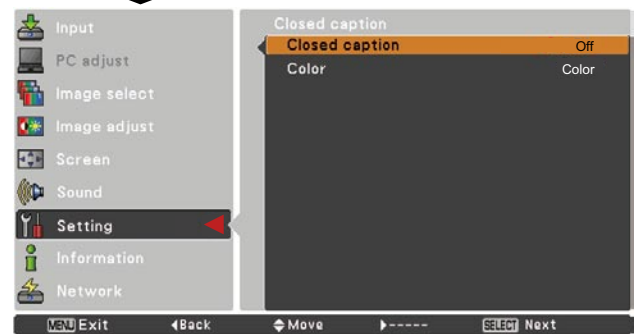 Input
PC adjust
Image select
Image adjust
Screen
Sound
Setting
Information
Network
Closed caption
Closed caption Off
Color Color
MENU Exit ◀Back Move ▶----- SELECT Next